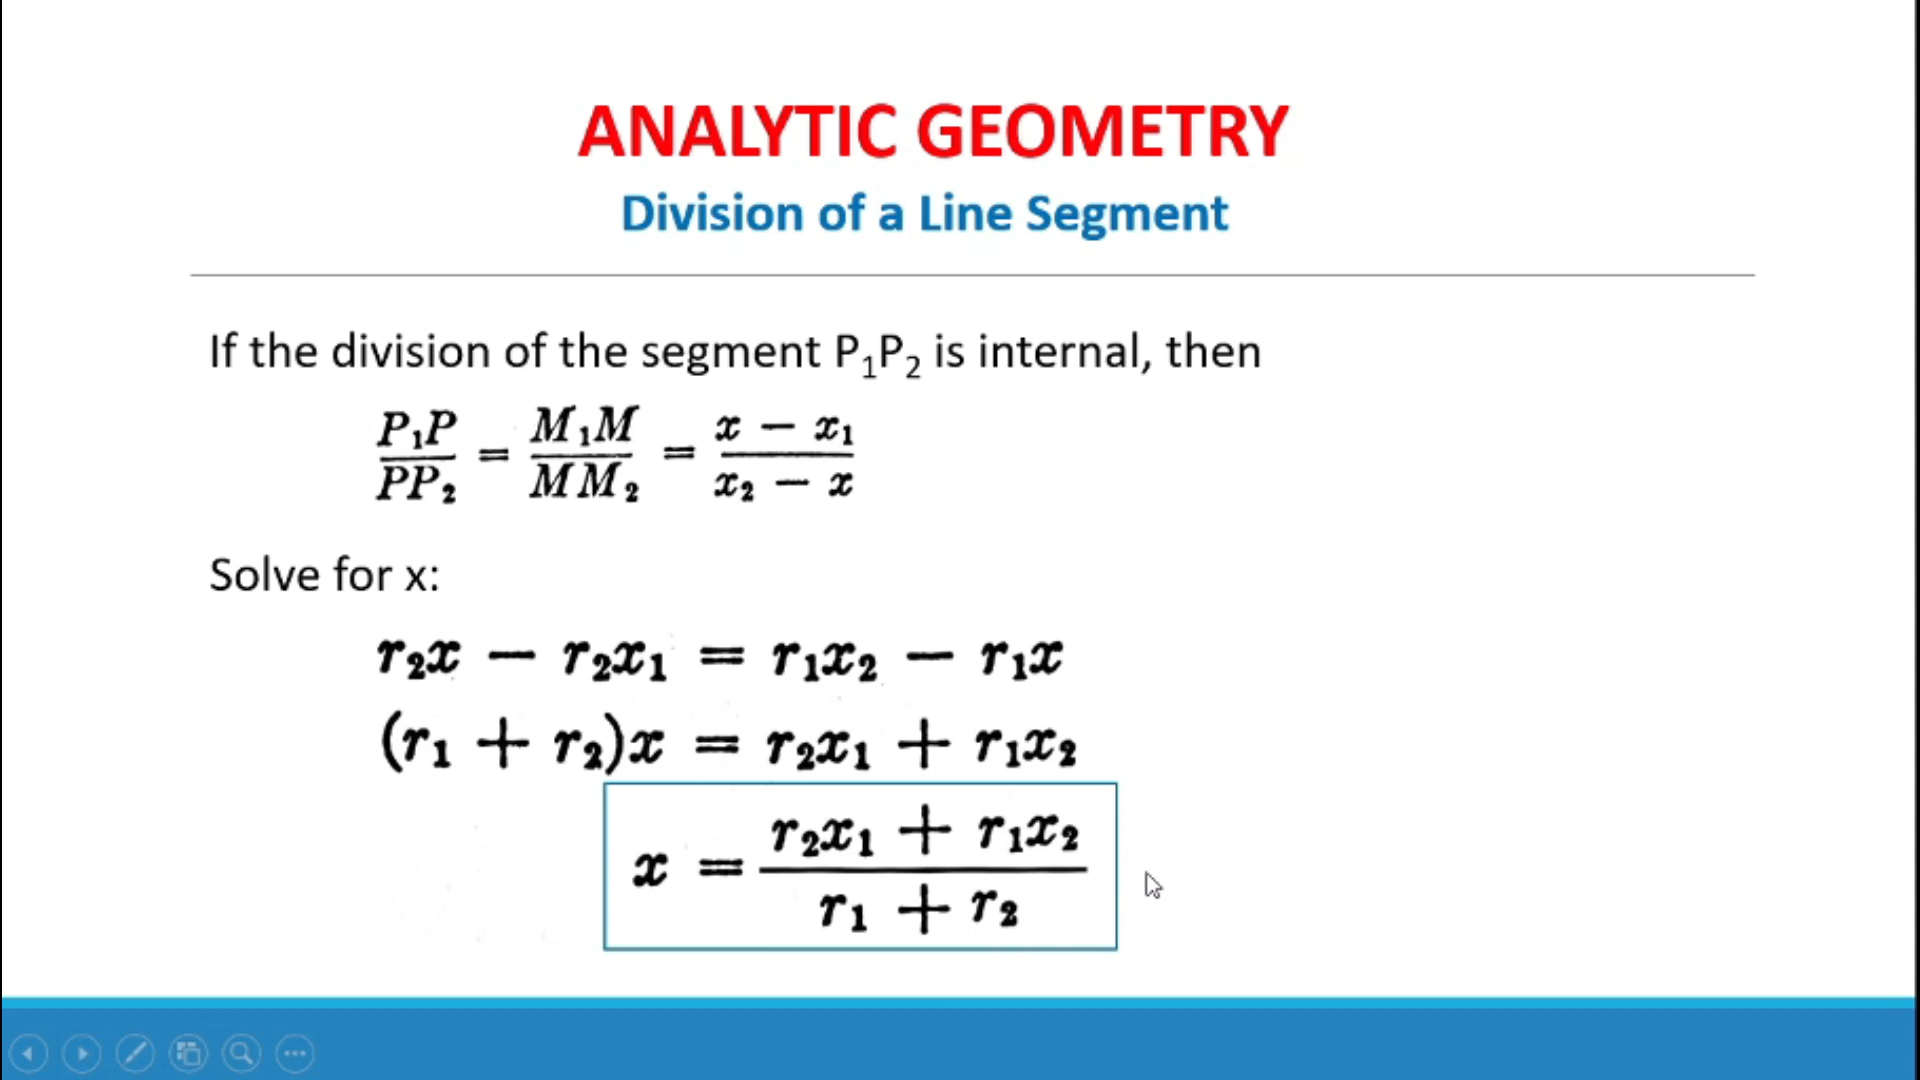 ANALYTIC GEOMETRY
Division of a Line Segment
If the division of the segment P₁P₂ is internal, then
P₁P / PP₂ = M₁M / MM₂ = x − x₁ / x₂ − x
Solve for x:
r₂x − r₂x₁ = r₁x₂ − r₁x
(r₁ + r₂)x = r₂x₁ + r₁x₂
x = r₂x₁ + r₁x₂ / r₁ + r₂